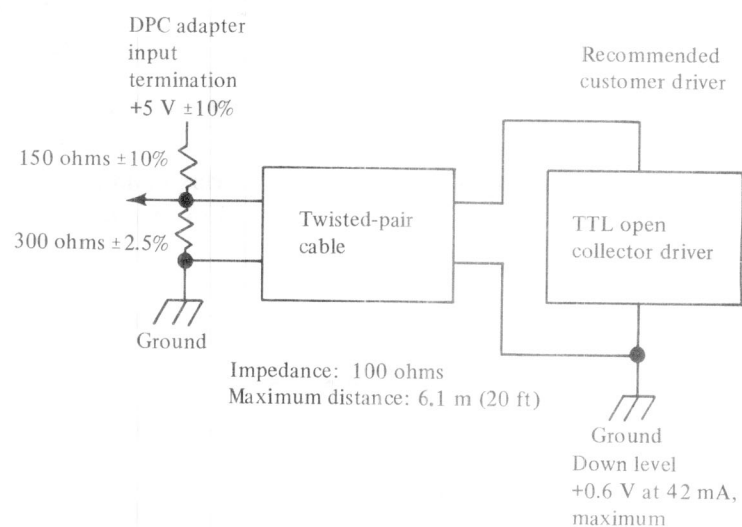 DPC adapter
input
termination
+5 V ±10%
150 ohms ±10%
300 ohms ±2.5%
Ground
Twisted-pair
cable
Impedance: 100 ohms
Maximum distance: 6.1 m (20 ft)
Recommended
customer driver
TTL open
collector driver
Ground
Down level
+0.6 V at 42 mA,
maximum